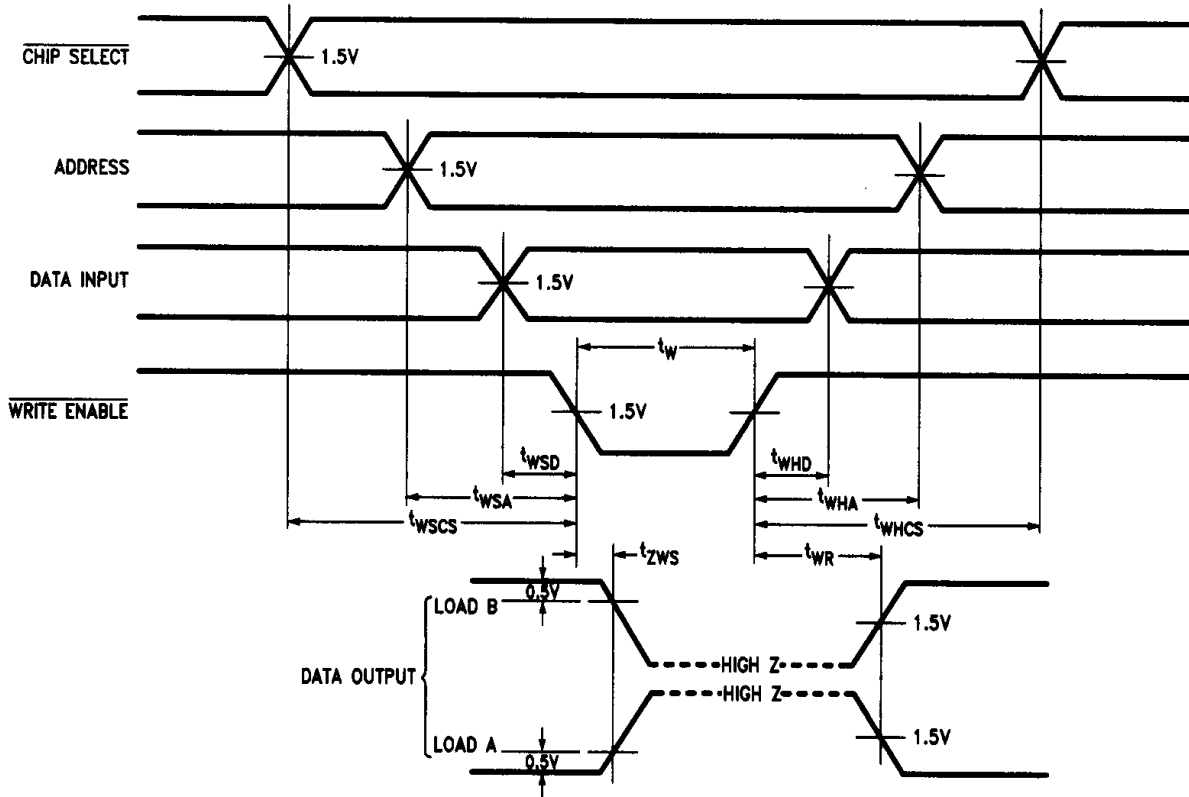 CHIP SELECT
1.5V
ADDRESS
1.5V
DATA INPUT
1.5V
tW
WRITE ENABLE
1.5V
tWSD
tWHD
tWSA
tWHA
tWSCS
tWHCS
tZWS
tWR
0.5V
LOAD B
1.5V
HIGH Z
DATA OUTPUT
HIGH Z
LOAD A
1.5V
0.5V